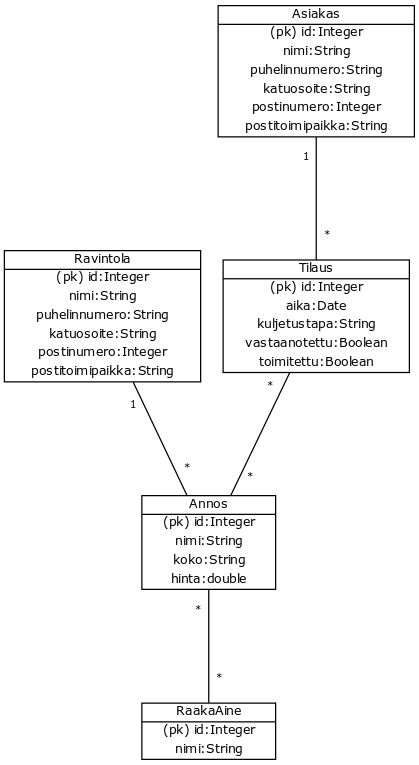 Asiakas
(pk) id:Integer
nimi:String
puhelinnumero:String
katuosoite:String
postinumero:Integer
postitoimipaikka:String
1
*
Ravintola
(pk) id:Integer
nimi:String
puhelinnumero:String
katuosoite:String
postinumero:Integer
postitoimipaikka:String
Tilaus
(pk) id:Integer
aika:Date
kuljetustapa:String
vastaanotettu:Boolean
toimitettu:Boolean
1
*
*
*
Annos
(pk) id:Integer
nimi:String
koko:String
hinta:double
*
*
RaakaAine
(pk) id:Integer
nimi:String